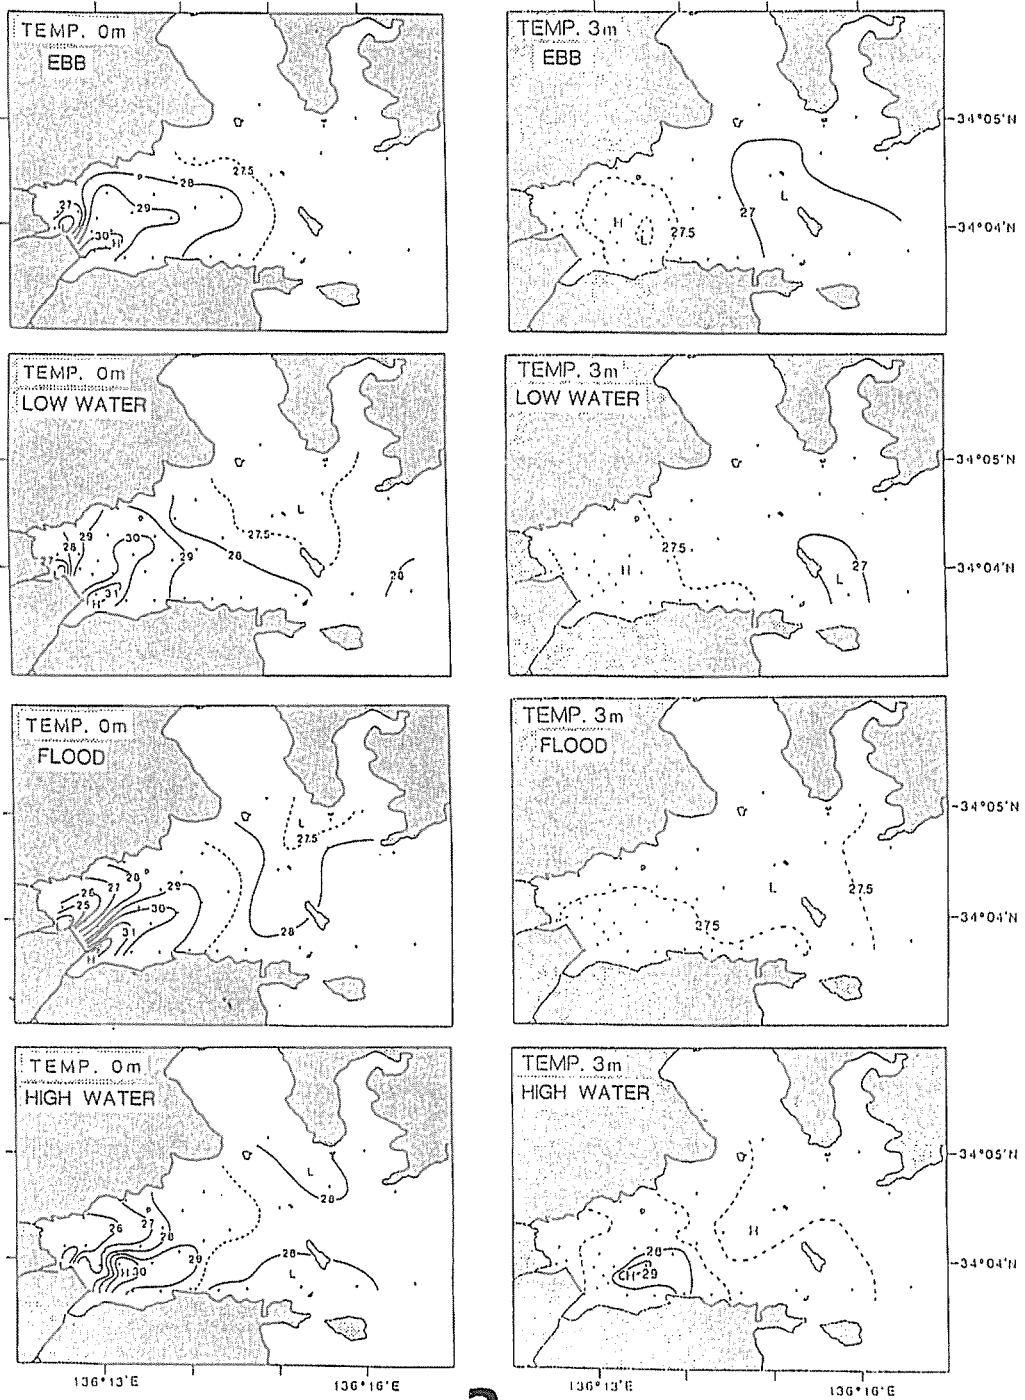 TEMP. 0m
EBB
27.5
28
27
29
30
H
TEMP. 3m
EBB
34°05'N
L
H
27
27.5
L
34°04'N
TEMP. 0m
LOW WATER
L
27.5
29
30
28
29
28
27
28
31
H
TEMP. 3m
LOW WATER
34°05'N
27.5
H
27
L
34°04'N
TEMP. 0m
FLOOD
L
27.5
28
29
26
27
25
30
31
28
H
TEMP. 3m
FLOOD
34°05'N
L
27.5
27.5
34°04'N
TEMP. 0m
HIGH WATER
L
28
26
27
28
29
28
H30
L
136°13'E
136°16'E
TEMP. 3m
HIGH WATER
34°05'N
H
28
H 29
34°04'N
136°13'E
136°16'E